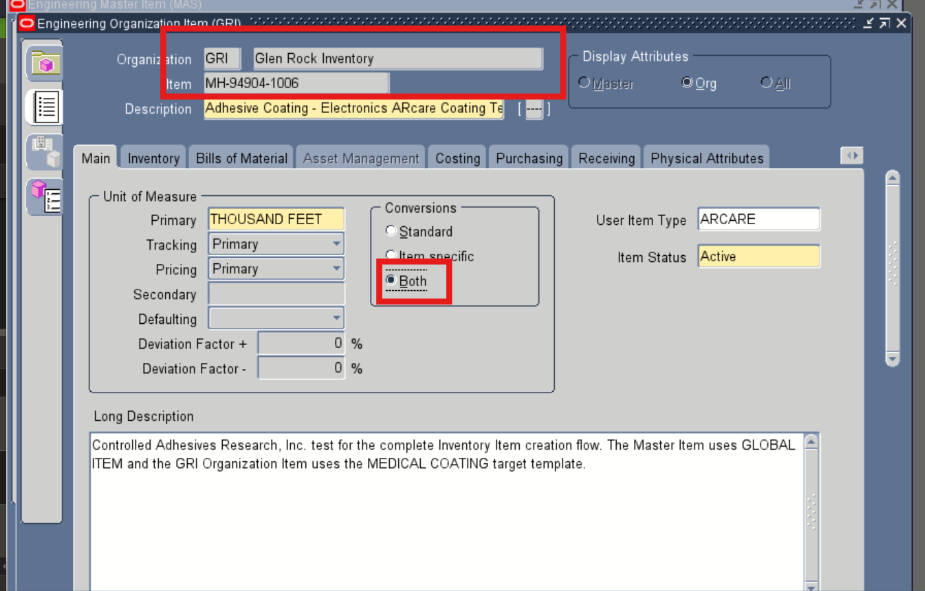 Engineering Master Item (MAS)
Engineering Organization Item (GRI)
Organization GRI Glen Rock Inventory
Item MH-94904-1006
Description Adhesive Coating - Electronics ARcare Coating Te [ ---- ]
Display Attributes
Master Org All
Main Inventory Bills of Material Asset Management Costing Purchasing Receiving Physical Attributes
Unit of Measure
Primary THOUSAND FEET
Tracking Primary
Pricing Primary
Secondary
Defaulting
Deviation Factor + 0 %
Deviation Factor - 0 %
Conversions
Standard
Item specific
Both
User Item Type ARCARE
Item Status Active
Long Description
Controlled Adhesives Research, Inc. test for the complete Inventory Item creation flow. The Master Item uses GLOBAL
ITEM and the GRI Organization Item uses the MEDICAL COATING target template.